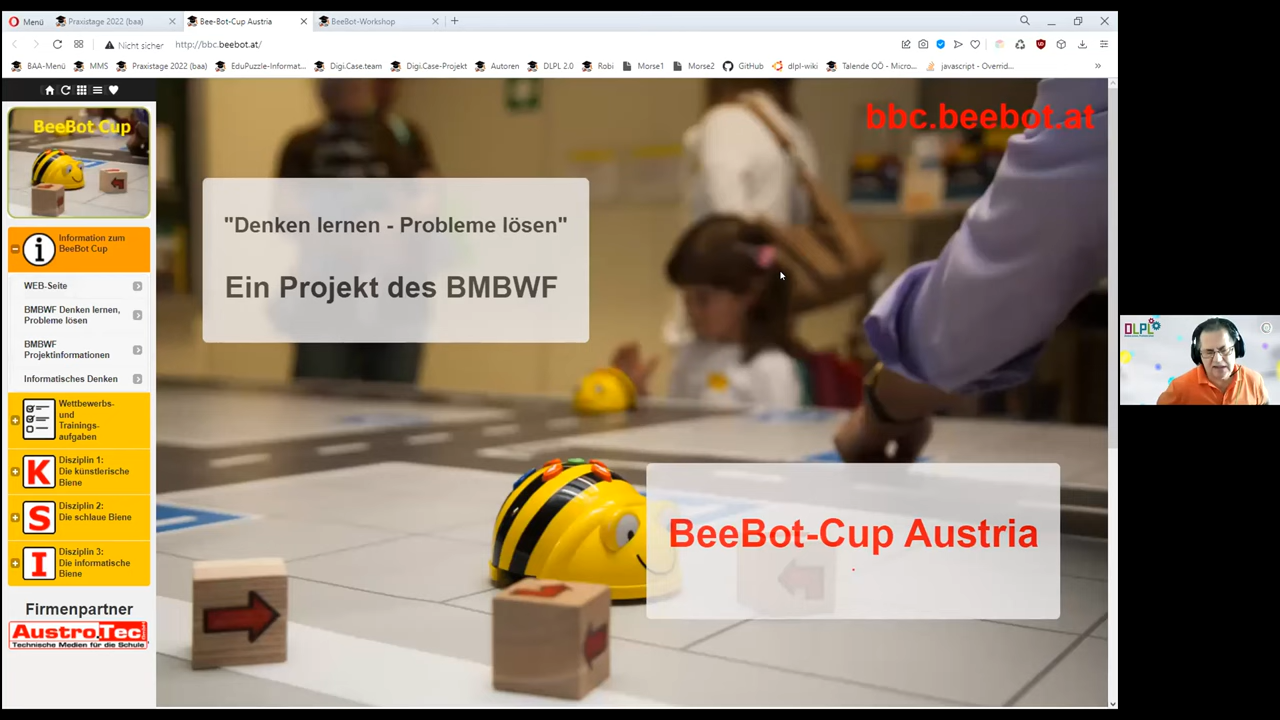 Menü
Praxistage 2022 (baa)
Bee-Bot-Cup Austria
BeeBot-Workshop
Nicht sicher
http://bbc.beebot.at/
BAA-Menü
MMS
Praxistage 2022 (baa)
EduPuzzle-Informat...
Digi.Case.team
Digi.Case-Projekt
Autoren
DLPL 2.0
Robi
Morse1
Morse2
GitHub
dlpl-wiki
Talende OÖ - Micro...
javascript - Overrid...
BeeBot Cup
Information zum
BeeBot Cup
WEB-Seite
BMBWF Denken lernen,
Probleme lösen
BMBWF
Projektinformationen
Informatisches Denken
Wettbewerbs-
und
Trainings-
aufgaben
K
Disziplin 1:
Die künstlerische
Biene
S
Disziplin 2:
Die schlaue Biene
I
Disziplin 3:
Die informatische
Biene
Firmenpartner
Austro.Tec
Technische Medien für die Schule
bbc.beebot.at
"Denken lernen - Probleme lösen"
Ein Projekt des BMBWF
BeeBot-Cup Austria
DLPL